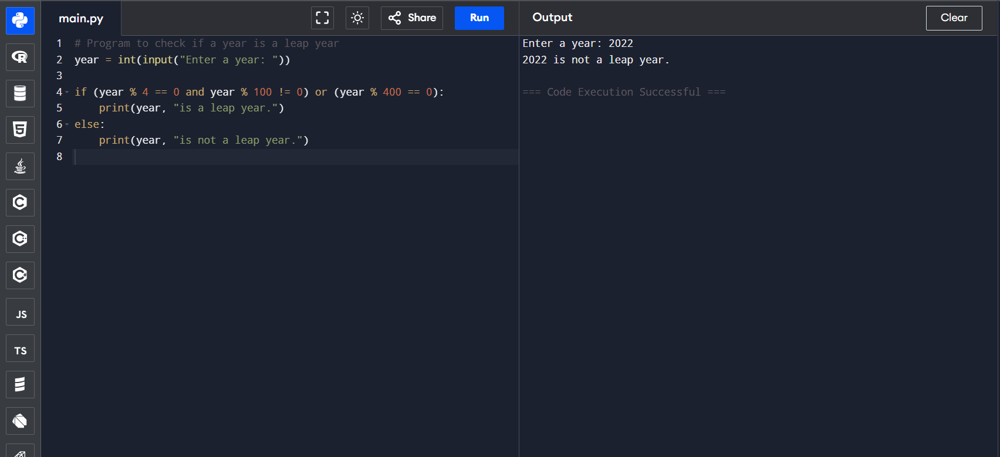 main.py
Share
Run
Output
Clear
1 # Program to check if a year is a leap year
2 year = int(input("Enter a year: "))
3
4 if (year % 4 == 0 and year % 100 != 0) or (year % 400 == 0):
5     print(year, "is a leap year.")
6 else:
7     print(year, "is not a leap year.")
8
Enter a year: 2022
2022 is not a leap year.
=== Code Execution Successful ===
R
5
C
C++
C#
JS
TS